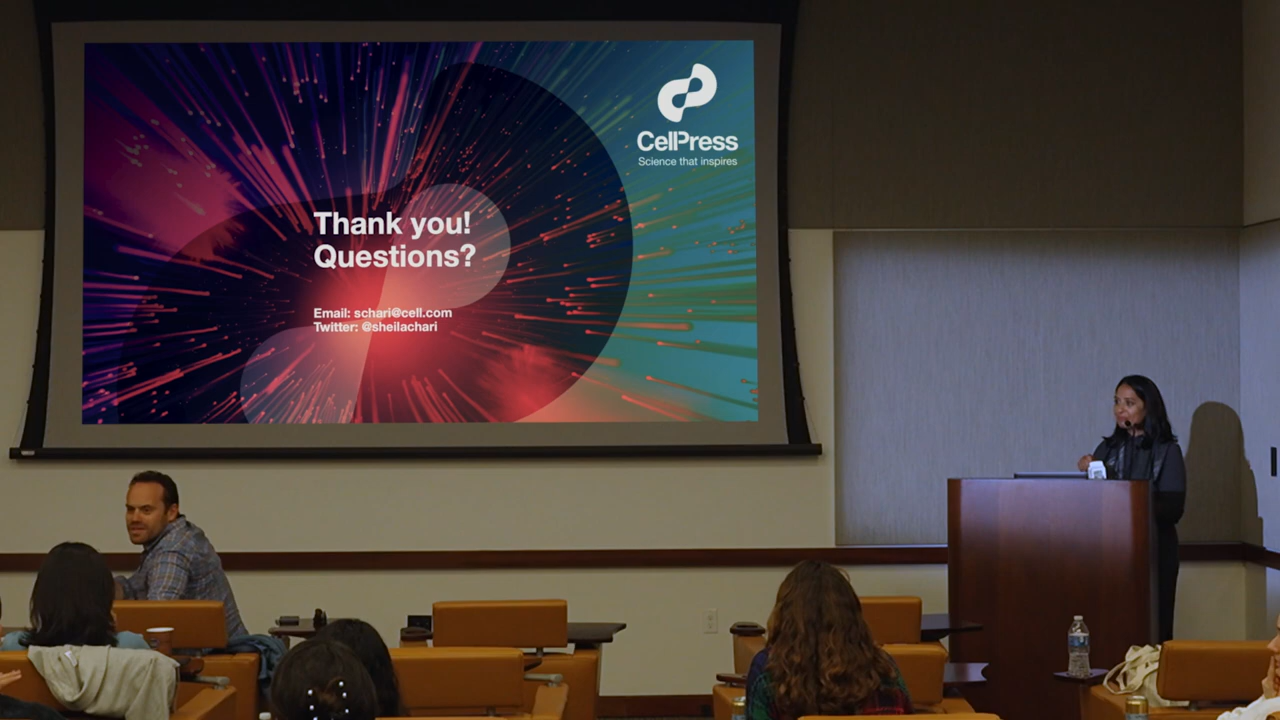 CellPress
Science that inspires
Thank you!
Questions?
Email: schari@cell.com
Twitter: @sheilachari